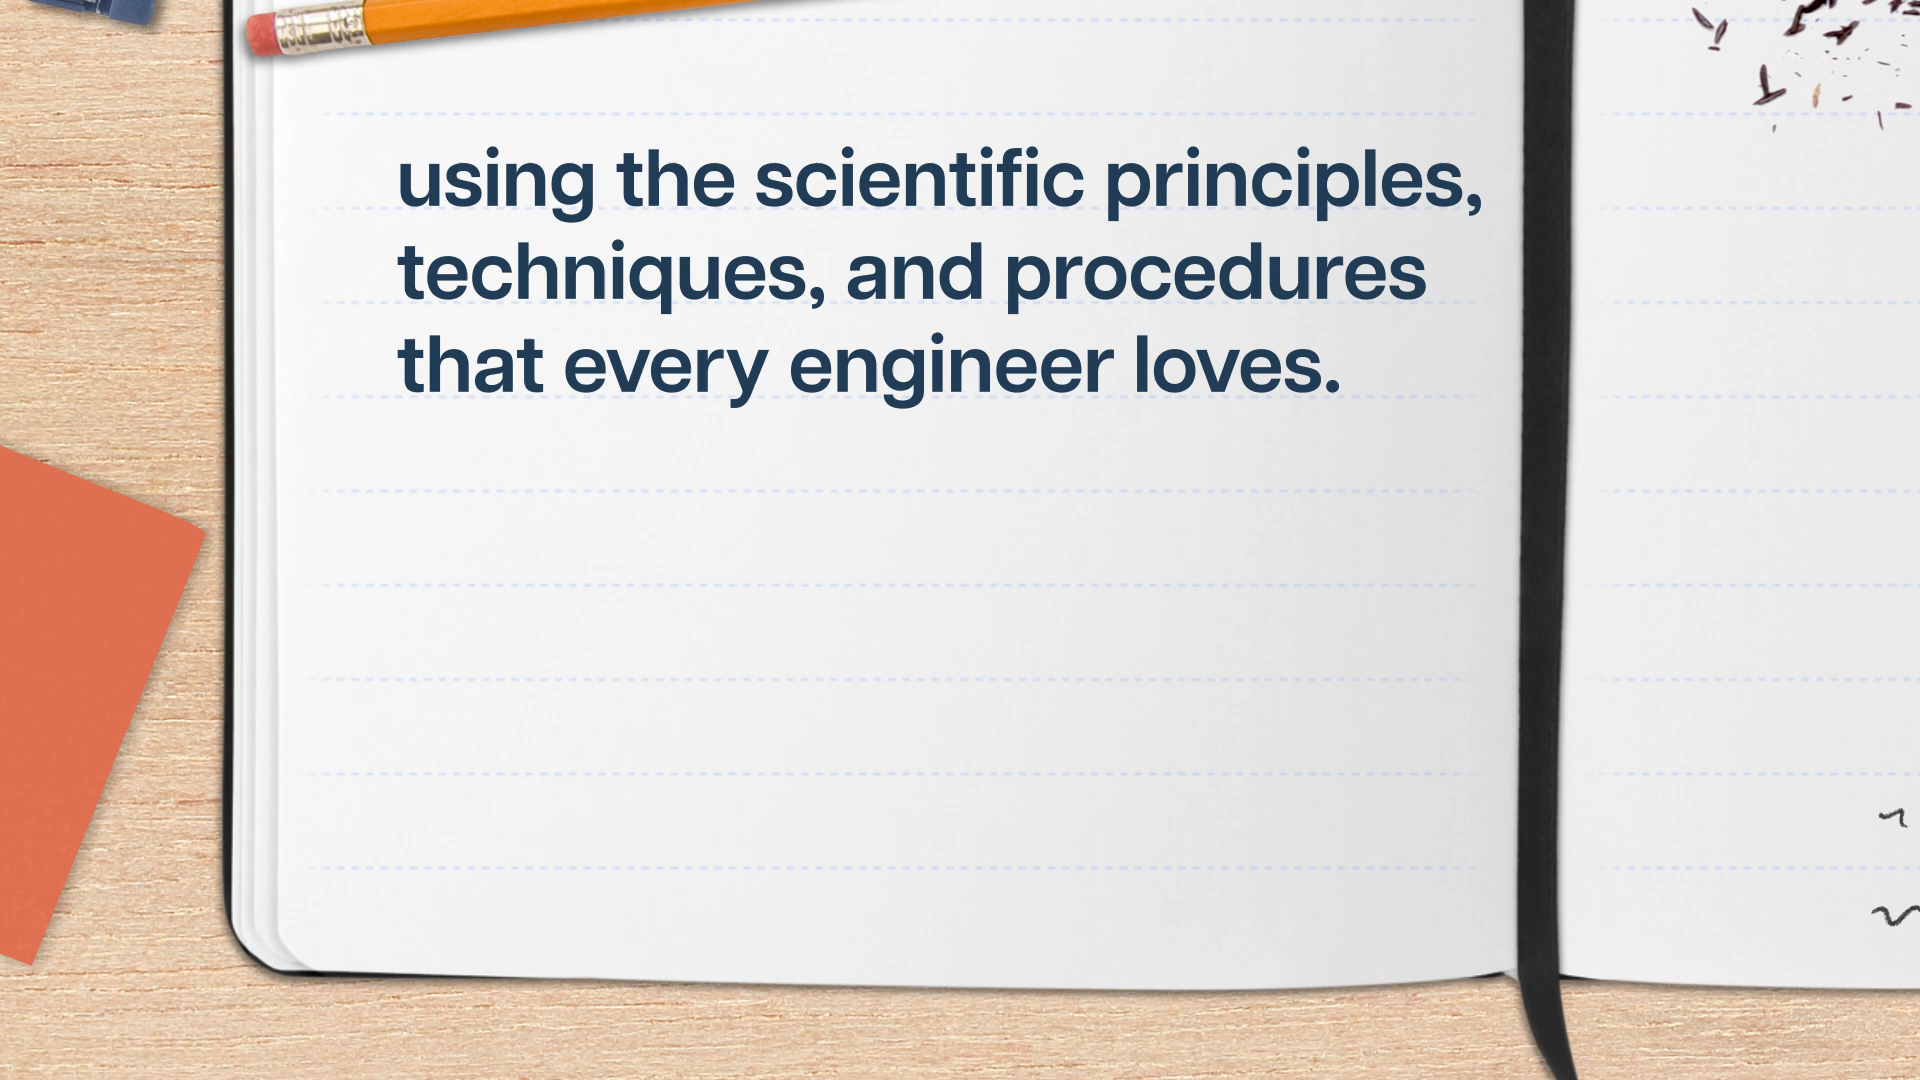 using the scientific principles,
techniques, and procedures
that every engineer loves.